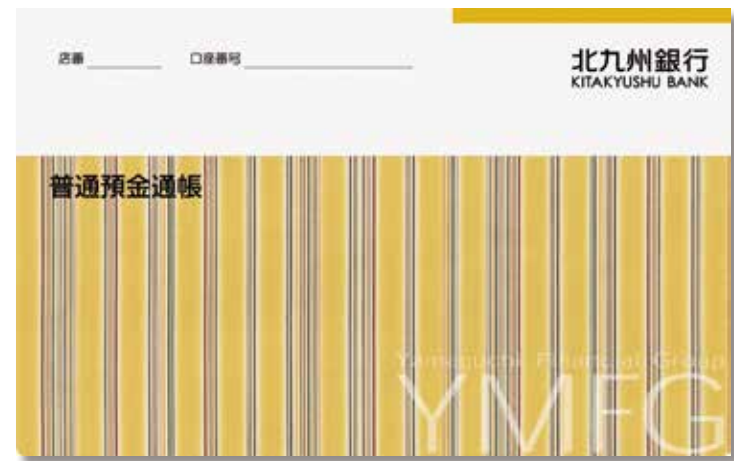 店番 口座番号
北九州銀行
KITAKYUSHU BANK
普通預金通帳
Yamaguchi Financial Group
YMFG